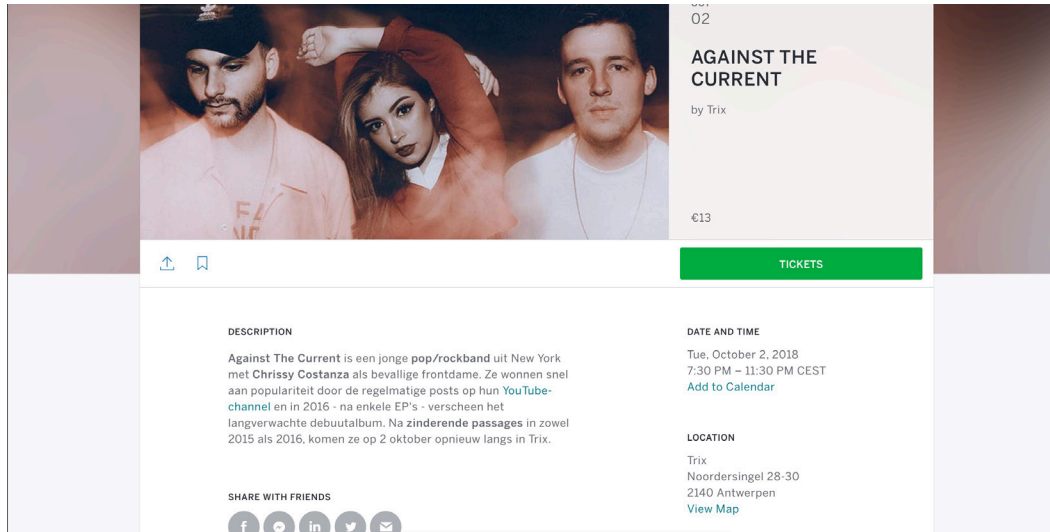 02
AGAINST THE
CURRENT
by Trix
€13
TICKETS
DESCRIPTION
Against The Current is een jonge pop/rockband uit New York
met Chrissy Costanza als bevallige frontdame. Ze wonnen snel
aan populariteit door de regelmatige posts op hun YouTube-
channel en in 2016 - na enkele EP's - verscheen het
langverwachte debuutalbum. Na zinderende passages in zowel
2015 als 2016, komen ze op 2 oktober opnieuw langs in Trix.
SHARE WITH FRIENDS
DATE AND TIME
Tue, October 2, 2018
7:30 PM – 11:30 PM CEST
Add to Calendar
LOCATION
Trix
Noordersingel 28-30
2140 Antwerpen
View Map